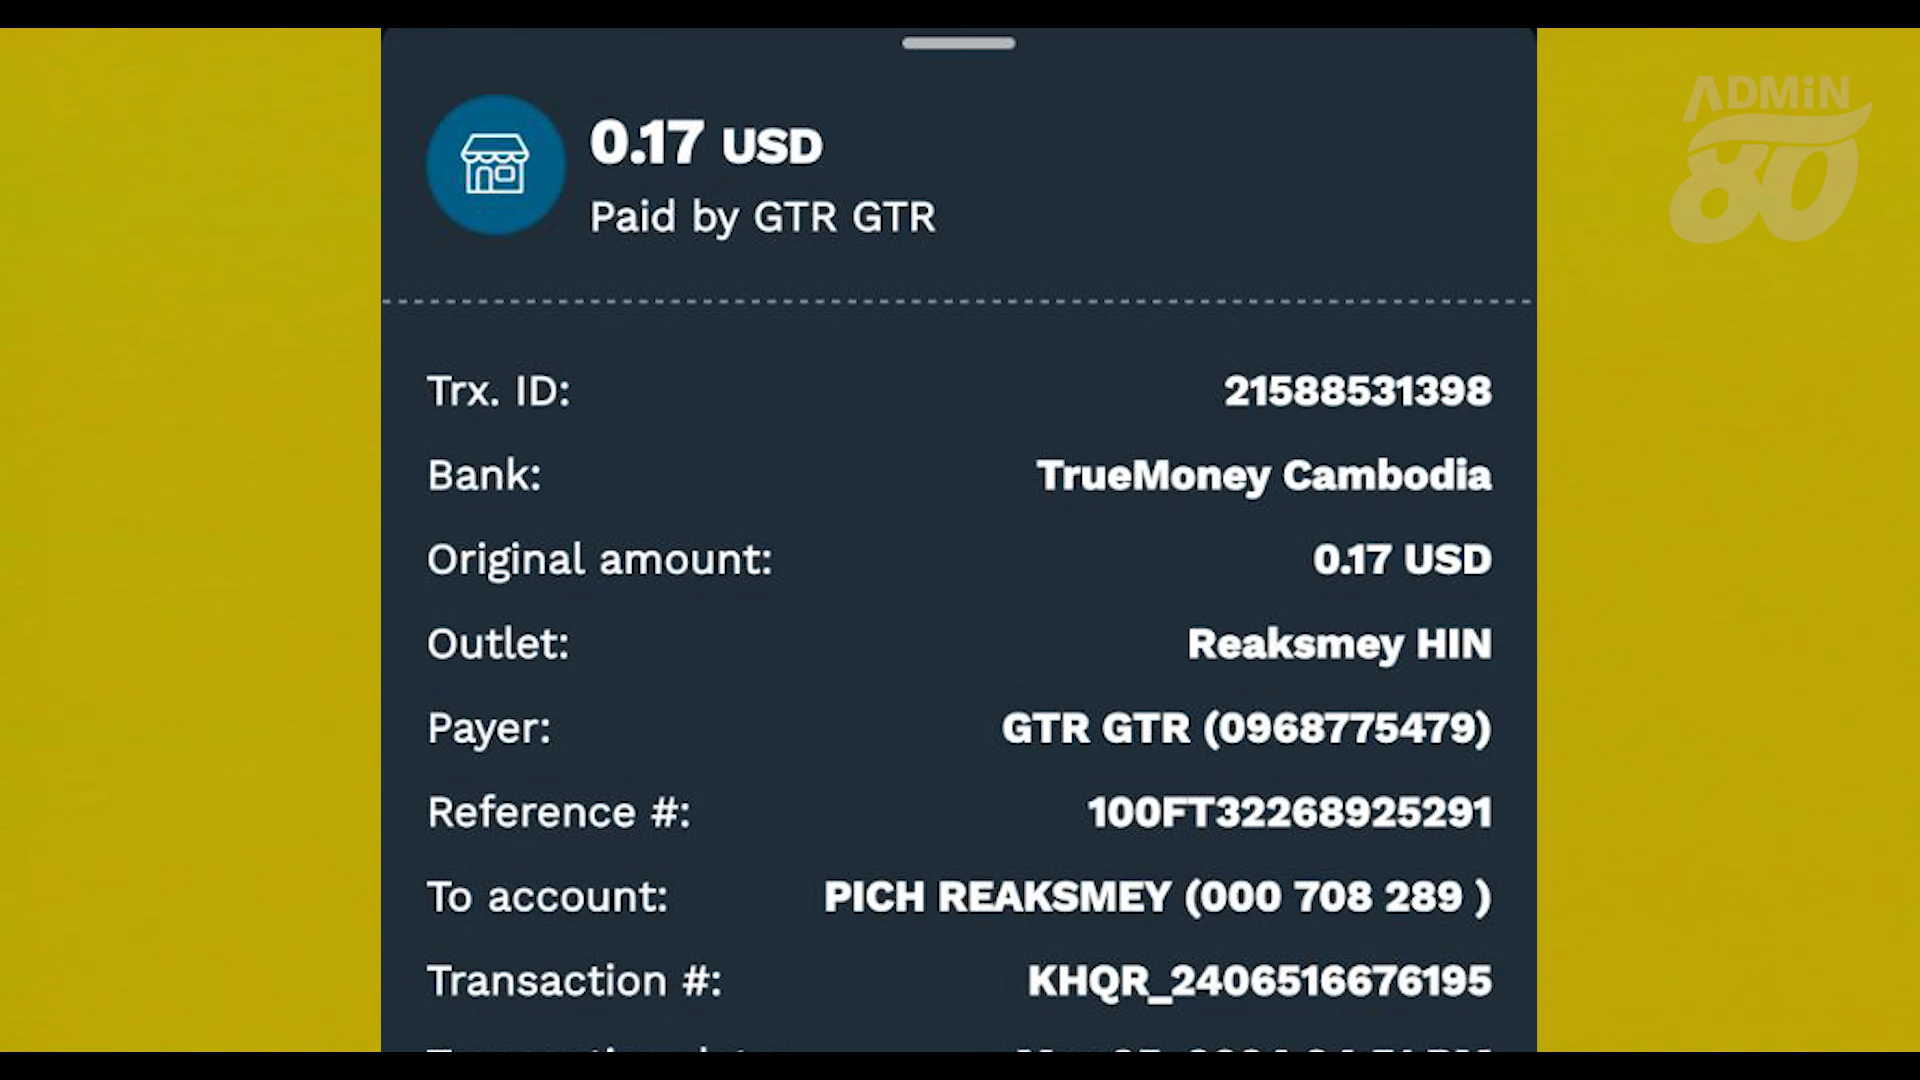 ADMiN
80
0.17 USD
Paid by GTR GTR
Trx. ID: 21588531398
Bank: TrueMoney Cambodia
Original amount: 0.17 USD
Outlet: Reaksmey HIN
Payer: GTR GTR (0968775479)
Reference #: 100FT32268925291
To account: PICH REAKSMEY (000 708 289 )
Transaction #: KHQR_2406516676195